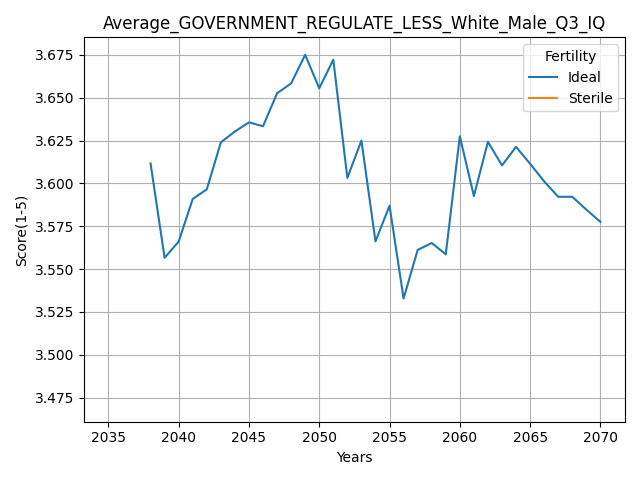 Average_GOVERNMENT_REGULATE_LESS_White_Male_Q3_IQ
Fertility
Ideal
Sterile
Score(1-5)
3.675
3.650
3.625
3.600
3.575
3.550
3.525
3.500
3.475
2035 2040 2045 2050 2055 2060 2065 2070
Years